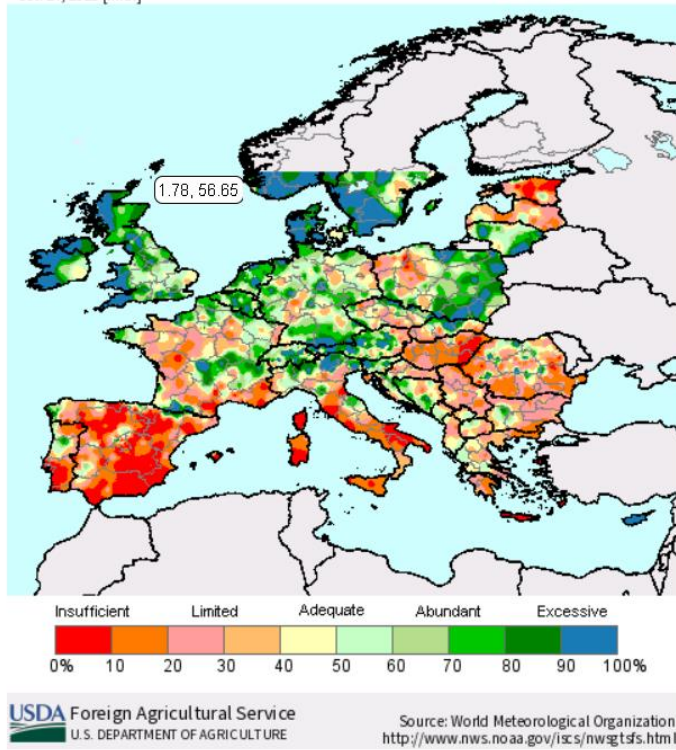 1.78, 56.65
Insufficient Limited Adequate Abundant Excessive
0% 10 20 30 40 50 60 70 80 90 100%
USDA Foreign Agricultural Service
U.S. DEPARTMENT OF AGRICULTURE
Source: World Meteorological Organization
http://www.nws.noaa.gov/iscs/nwsgtsfs.html